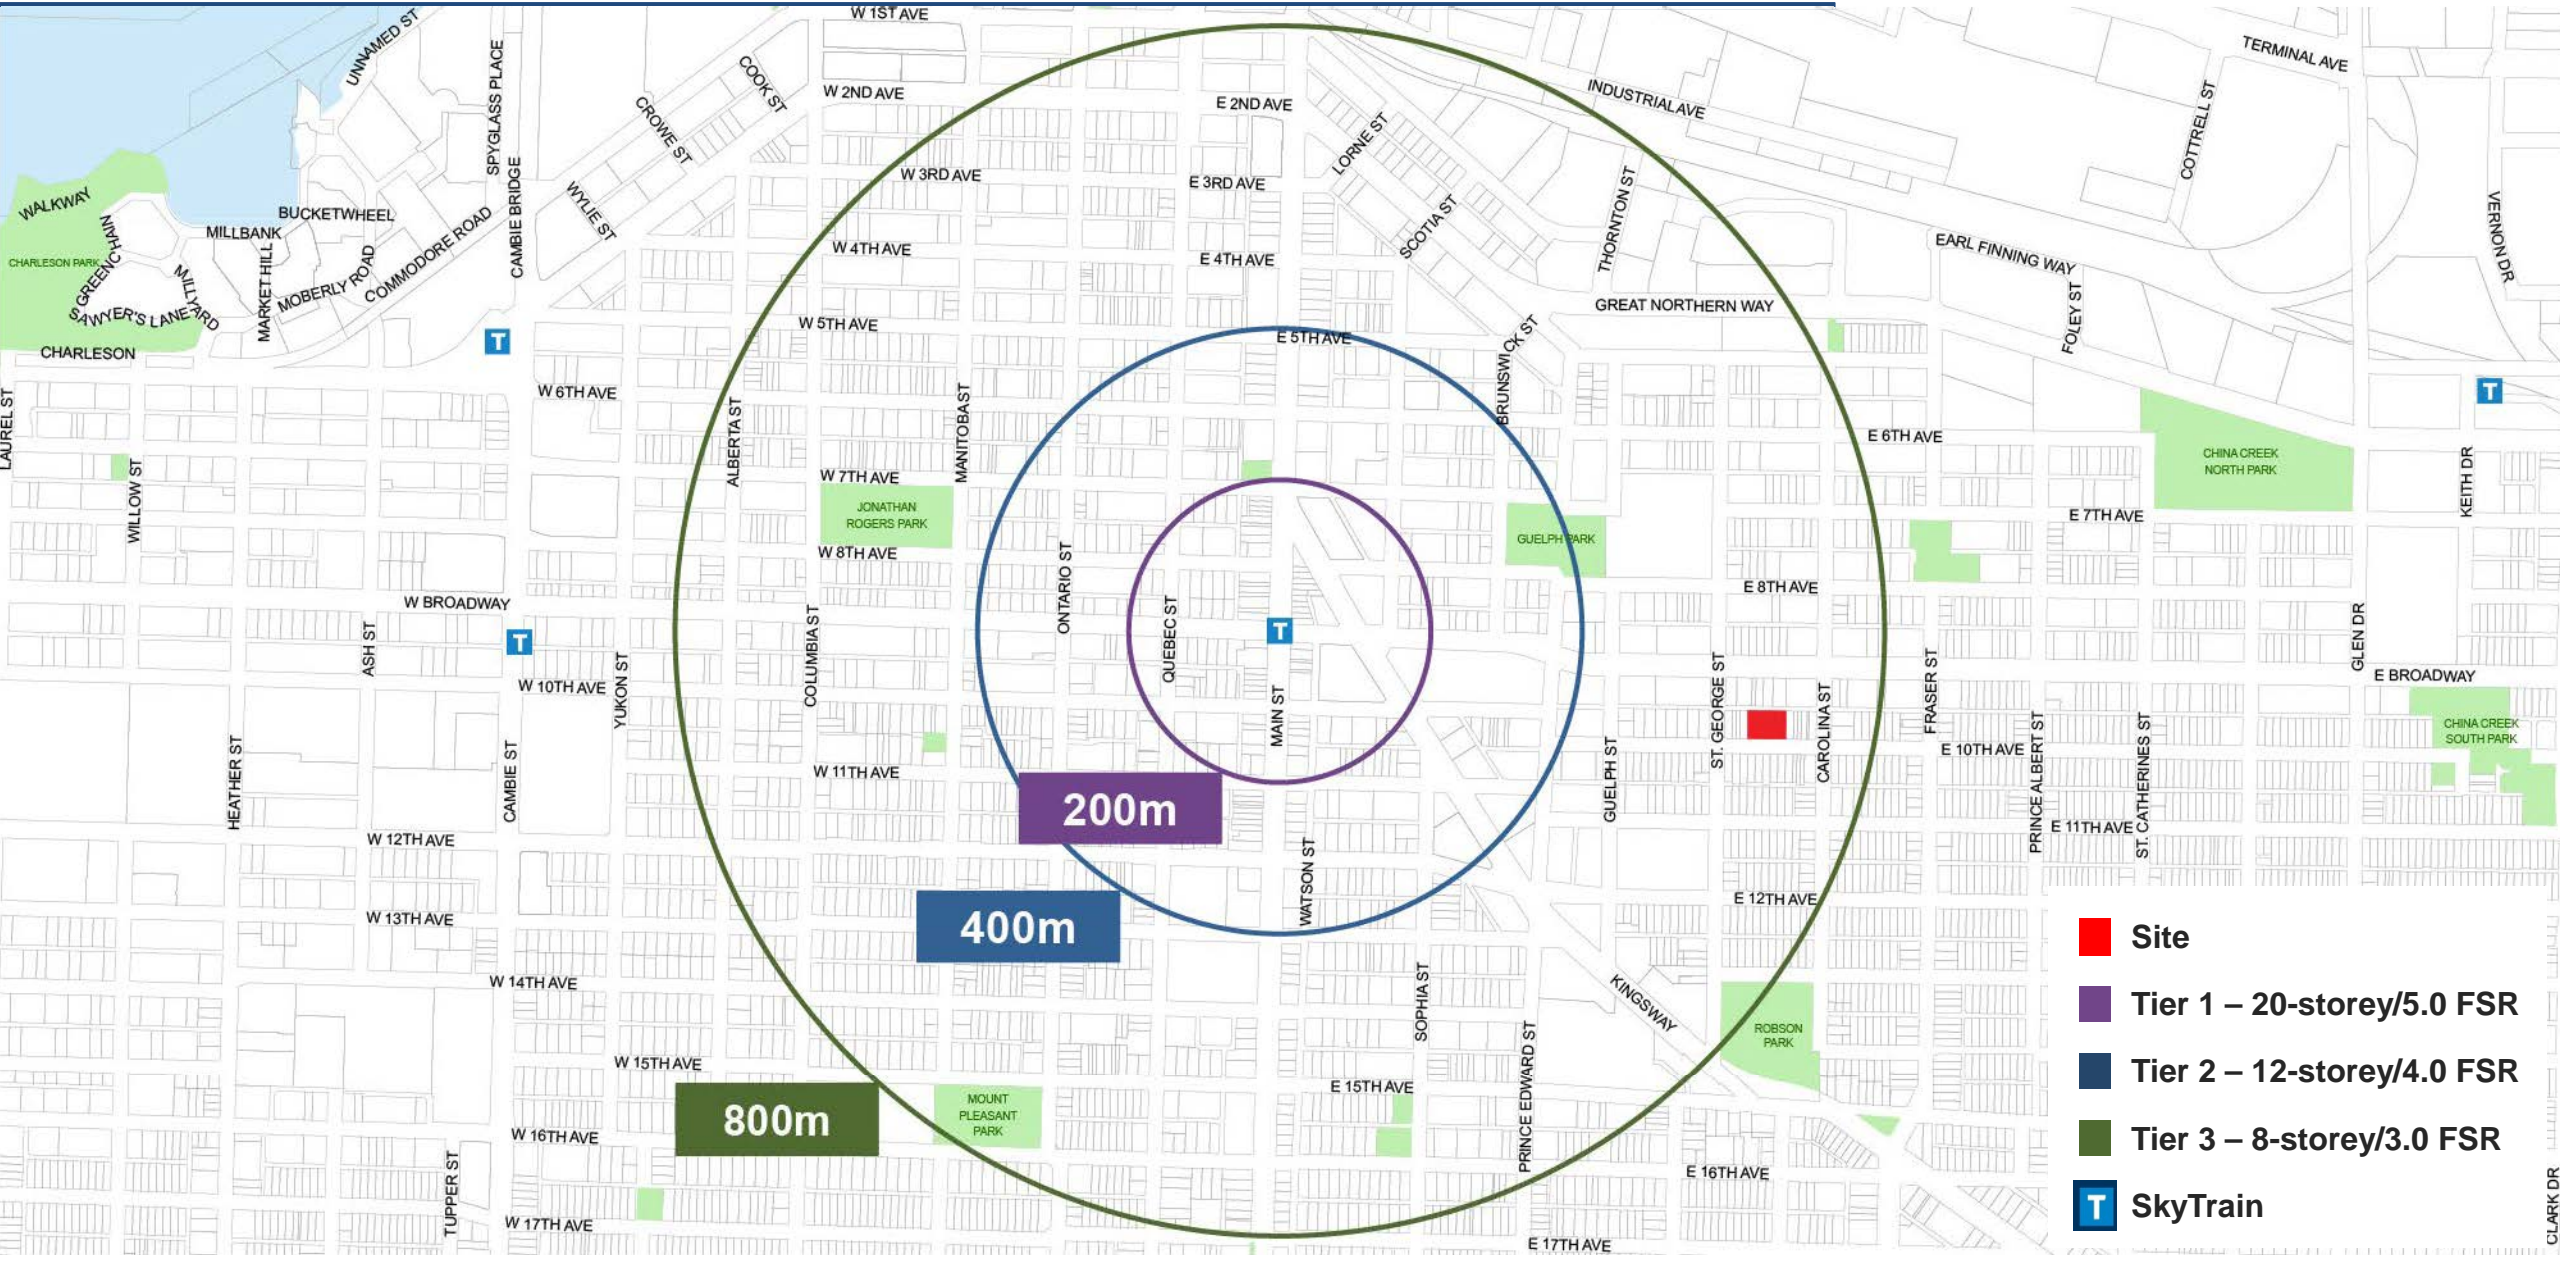 W 1ST AVE
UNNAMED ST
SPYGLASS PLACE
COOK ST
W 2ND AVE
E 2ND AVE
INDUSTRIAL AVE
TERMINAL AVE
COTTRELL ST
CROWE ST
LORNE ST
W 3RD AVE
E 3RD AVE
THORNTON ST
WALKWAY
BUCKETWHEEL
MILLBANK
CAMBIE BRIDGE
WYLIE ST
SCOTIA ST
VERNON DR
CHARLESON PARK
GREENCHAIN
MILLYARD
MARKET HILL
MOBERLY ROAD
COMMODORE ROAD
W 4TH AVE
E 4TH AVE
EARL FINNING WAY
SAWYER'S LANE
GREAT NORTHERN WAY
FOLEY ST
W 5TH AVE
E 5TH AVE
BRUNSWICK ST
T
CHARLESON
LAUREL ST
W 6TH AVE
ALBERTA ST
MANITOBA ST
T
E 6TH AVE
CHINA CREEK
NORTH PARK
WILLOW ST
W 7TH AVE
KEITH DR
JONATHAN
ROGERS PARK
E 7TH AVE
GUELPH PARK
W 8TH AVE
ONTARIO ST
E 8TH AVE
W BROADWAY
ASH ST
T
COLUMBIA ST
QUEBEC ST
T
GLEN DR
YUKON ST
W 10TH AVE
MAIN ST
ST. GEORGE ST
CAROLINA ST
FRASER ST
E BROADWAY
CHINA CREEK
SOUTH PARK
HEATHER ST
CAMBIE ST
W 11TH AVE
GUELPH ST
E 10TH AVE
PRINCE ALBERT ST
ST. CATHERINES ST
200m
E 11TH AVE
W 12TH AVE
WATSON ST
E 12TH AVE
W 13TH AVE
400m
Site
W 14TH AVE
SOPHIA ST
KINGSWAY
Tier 1 – 20-storey/5.0 FSR
ROBSON
PARK
PRINCE EDWARD ST
W 15TH AVE
E 15TH AVE
Tier 2 – 12-storey/4.0 FSR
800m
MOUNT
PLEASANT
PARK
W 16TH AVE
Tier 3 – 8-storey/3.0 FSR
E 16TH AVE
TUPPER ST
W 17TH AVE
T SkyTrain
CLARK DR
E 17TH AVE